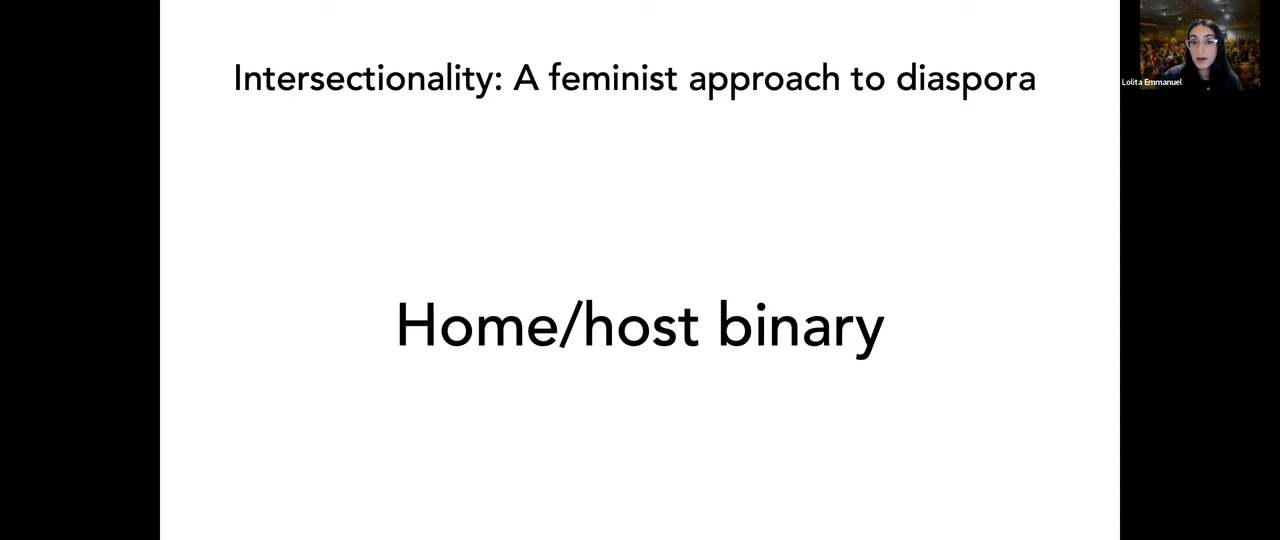 Intersectionality: A feminist approach to diaspora
Lolita Emmanuel
Home/host binary